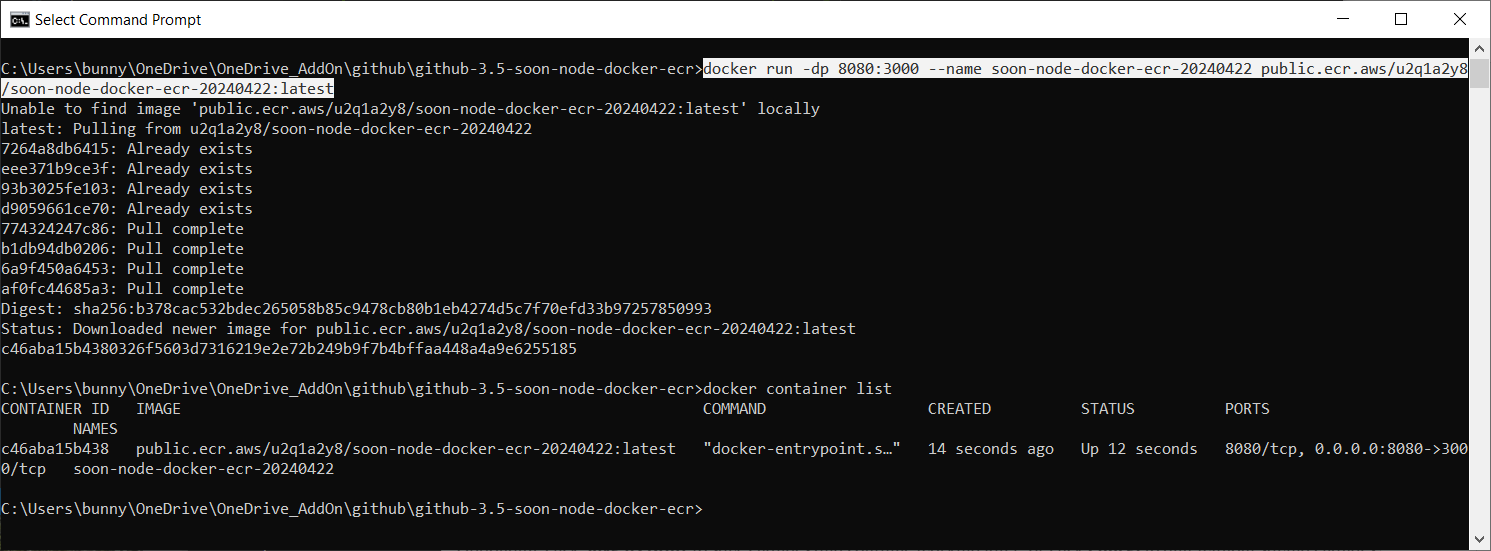 Select Command Prompt
C:\Users\bunny\OneDrive\OneDrive_AddOn\github\github-3.5-soon-node-docker-ecr>docker run -dp 8080:3000 --name soon-node-docker-ecr-20240422 public.ecr.aws/u2q1a2y8
/soon-node-docker-ecr-20240422:latest
Unable to find image 'public.ecr.aws/u2q1a2y8/soon-node-docker-ecr-20240422:latest' locally
latest: Pulling from u2q1a2y8/soon-node-docker-ecr-20240422
7264a8db6415: Already exists
eee371b9ce3f: Already exists
93b3025fe103: Already exists
d9059661ce70: Already exists
774324247c86: Pull complete
b1db94db0206: Pull complete
6a9f450a6453: Pull complete
af0fc44685a3: Pull complete
Digest: sha256:b378cac532bdec265058b85c9478cb80b1eb4274d5c7f70efd33b97257850993
Status: Downloaded newer image for public.ecr.aws/u2q1a2y8/soon-node-docker-ecr-20240422:latest
c46aba15b4380326f5603d7316219e2e72b249b9f7b4bffaa448a4a9e6255185
C:\Users\bunny\OneDrive\OneDrive_AddOn\github\github-3.5-soon-node-docker-ecr>docker container list
CONTAINER ID   IMAGE                                                          COMMAND                  CREATED          STATUS          PORTS
        NAMES
c46aba15b438   public.ecr.aws/u2q1a2y8/soon-node-docker-ecr-20240422:latest   "docker-entrypoint.s…"   14 seconds ago   Up 12 seconds   8080/tcp, 0.0.0.0:8080->300
0/tcp   soon-node-docker-ecr-20240422
C:\Users\bunny\OneDrive\OneDrive_AddOn\github\github-3.5-soon-node-docker-ecr>